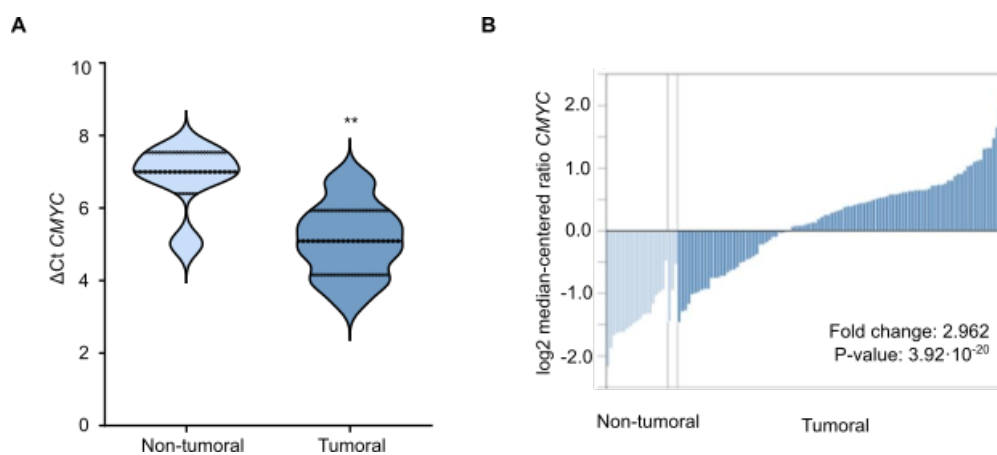 A
10
8
6
4
2
0
ΔCt CMYC
**
Non-tumoral
Tumoral
B
2.0
1.0
0.0
-1.0
-2.0
log2 median-centered ratio CMYC
Fold change: 2.962
P-value: 3.92·10⁻²⁰
Non-tumoral
Tumoral